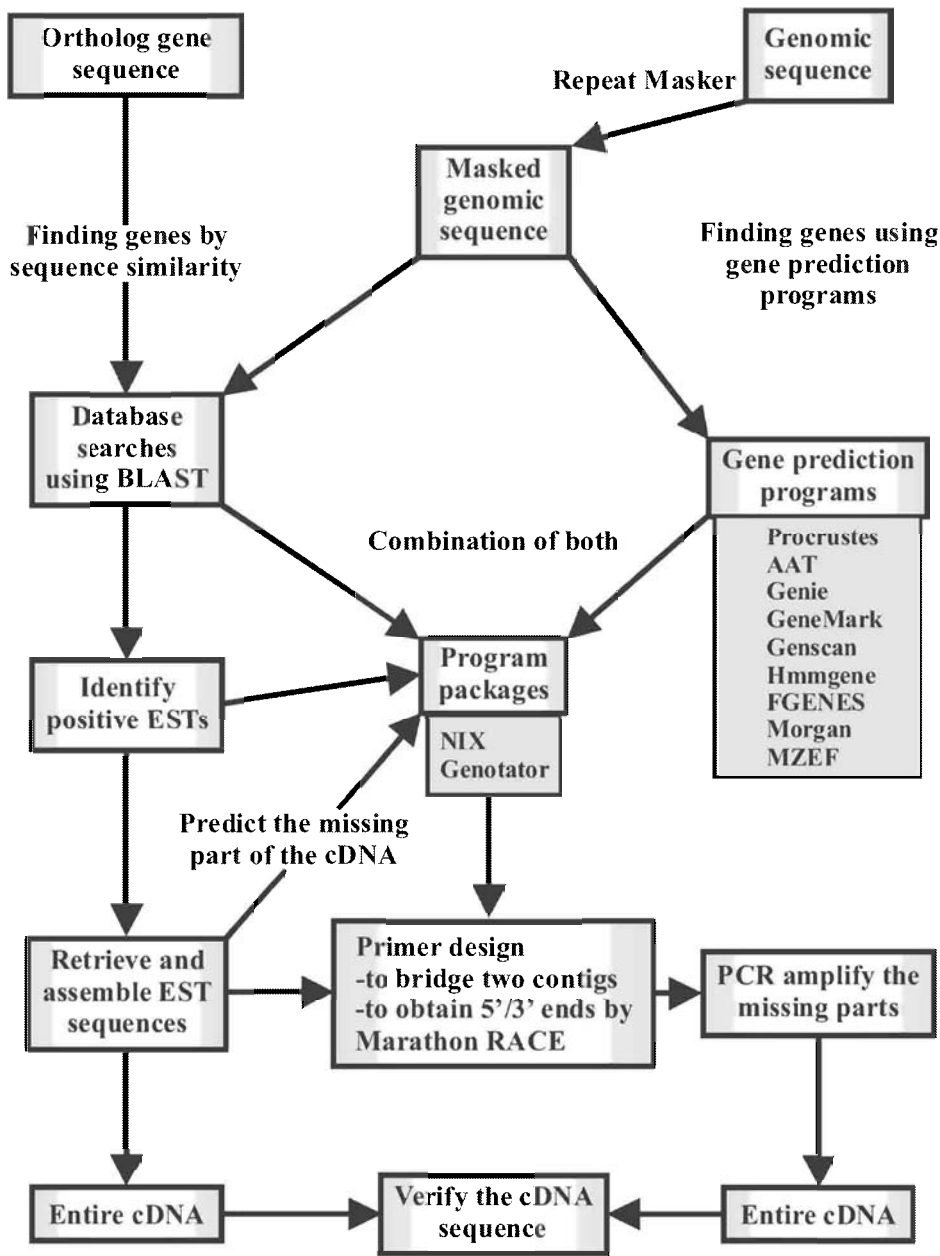 Ortholog gene
sequence
Genomic
sequence
Repeat Masker
Masked
genomic
sequence
Finding genes by
sequence similarity
Finding genes using
gene prediction
programs
Database
searches
using BLAST
Gene prediction
programs
Procrustes
AAT
Genie
GeneMark
Genscan
Hmmgene
FGENES
Morgan
MZEF
Combination of both
Program
packages
NIX
Genotator
Identify
positive ESTs
Predict the missing
part of the cDNA
Retrieve and
assemble EST
sequences
Primer design
-to bridge two contigs
-to obtain 5’/3’ ends by
Marathon RACE
PCR amplify the
missing parts
Entire cDNA
Verify the cDNA
sequence
Entire cDNA